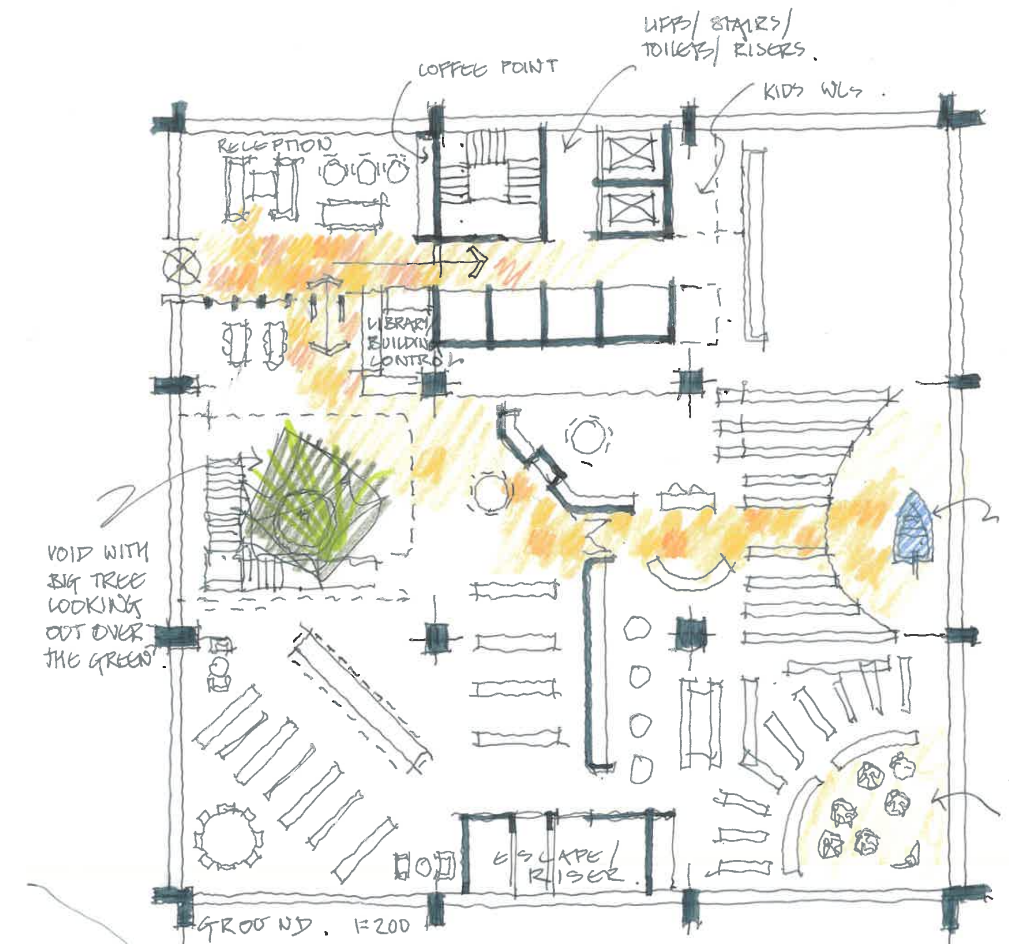 LIFTS/ STAIRS/
TOILETS/ RISERS.
COFFEE POINT
KIDS WCS.
RECEPTION
LIBRARY/
BUILDING
CONTROL
VOID WITH
BIG TREE
LOOKING
OUT OVER
THE GREEN.
ESCAPE/
RISER.
GROUND. 1=200